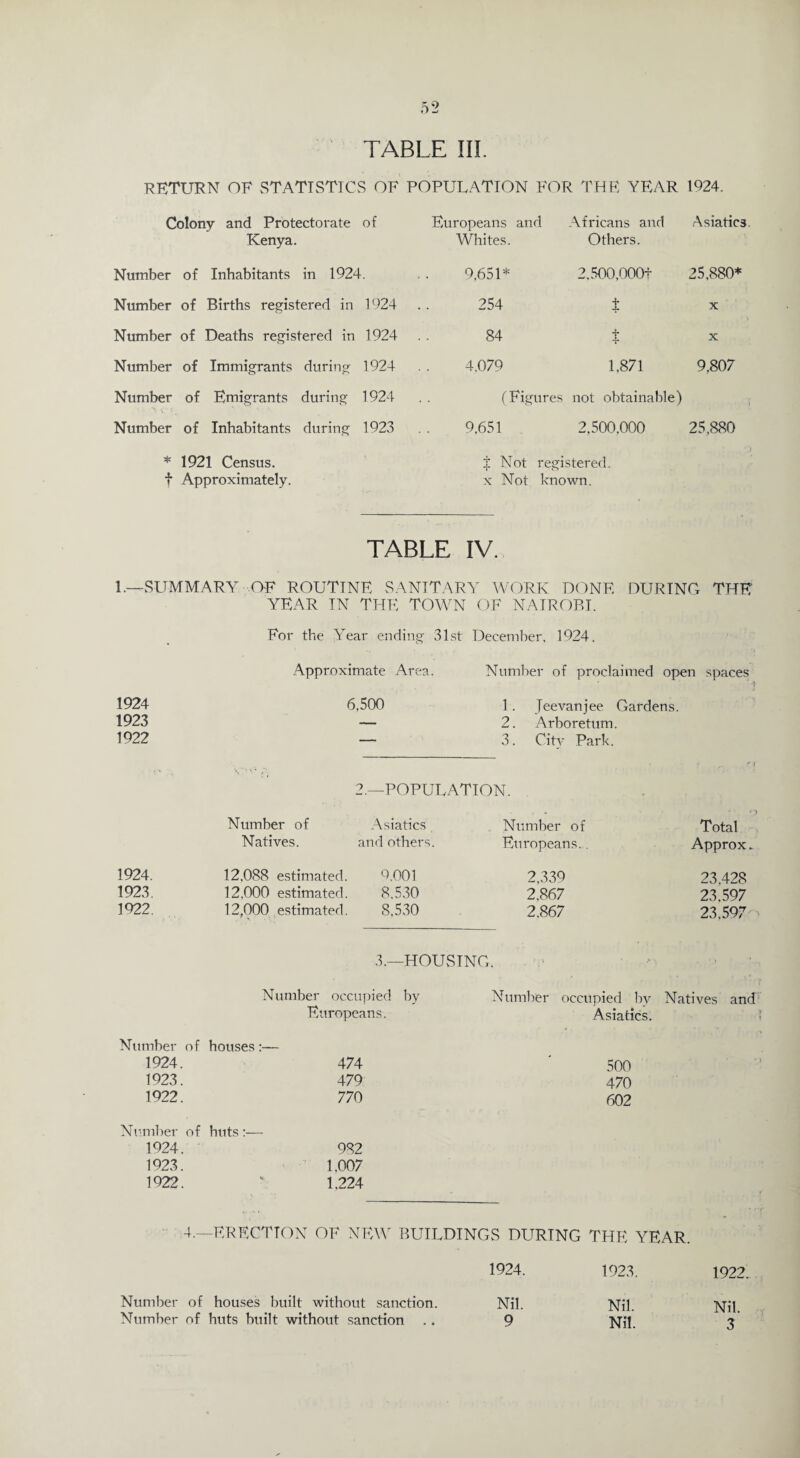 52
TABLE III.
RETURN OF STATISTICS OF POPULATION FOR THE YEAR 1924.
Colony and Protectorate of Europeans and Africans and Asiatics.
Kenya. Whites. Others.
Number of Inhabitants in 1924. .. 9,651* 2,500,000† 25,880*
Number of Births registered in 1924 .. 254 ‡ x
Number of Deaths registered in 1924 .. 84 ‡ x
Number of Immigrants during 1924 .. 4,079 1,871 9,807
Number of Emigrants during 1924 .. (Figures not obtainable)
Number of Inhabitants during 1923 .. 9,651 2,500,000 25,880
* 1921 Census. ‡ Not registered.
† Approximately. x Not known.
TABLE IV.
1.—SUMMARY OF ROUTINE SANITARY WORK DONE DURING THE
YEAR IN THE TOWN OF NAIROBI.
For the Year ending 31st December, 1924.
Approximate Area. Number of proclaimed open spaces
1924 6,500 1. Jeevanjee Gardens.
1923 — 2. Arboretum.
1922 — 3. City Park.
2.—POPULATION.
Number of Asiatics Number of Total
Natives. and others. Europeans. Approx.
1924. 12,088 estimated. 9,001 2,339 23,428
1923. 12,000 estimated. 8,530 2,867 23,597
1922. 12,000 estimated. 8,530 2,867 23,597
3.—HOUSING.
Number occupied by Number occupied by Natives and
Europeans. Asiatics.
Number of houses:—
1924. 474 500
1923. 479 470
1922. 770 602
Number of huts:—
1924. 982
1923. 1,007
1922. 1,224
4.—ERECTION OF NEW BUILDINGS DURING THE YEAR.
1924. 1923. 1922.
Number of houses built without sanction. Nil. Nil. Nil.
Number of huts built without sanction .. 9 Nil. 3